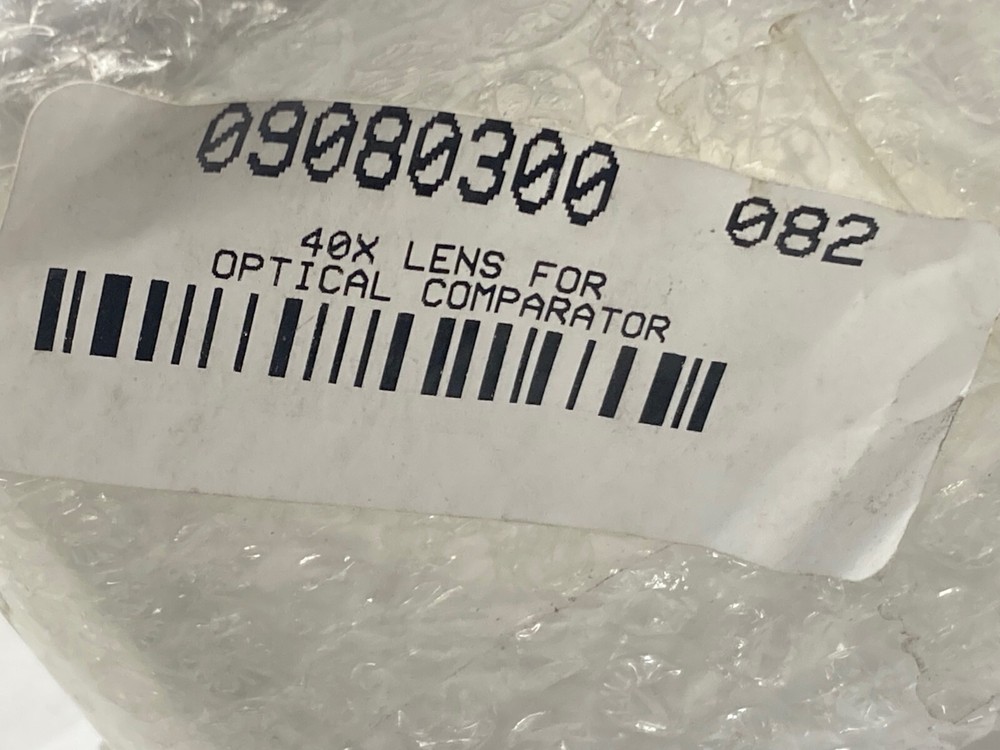 09080300 082
40X LENS FOR
OPTICAL COMPARATOR